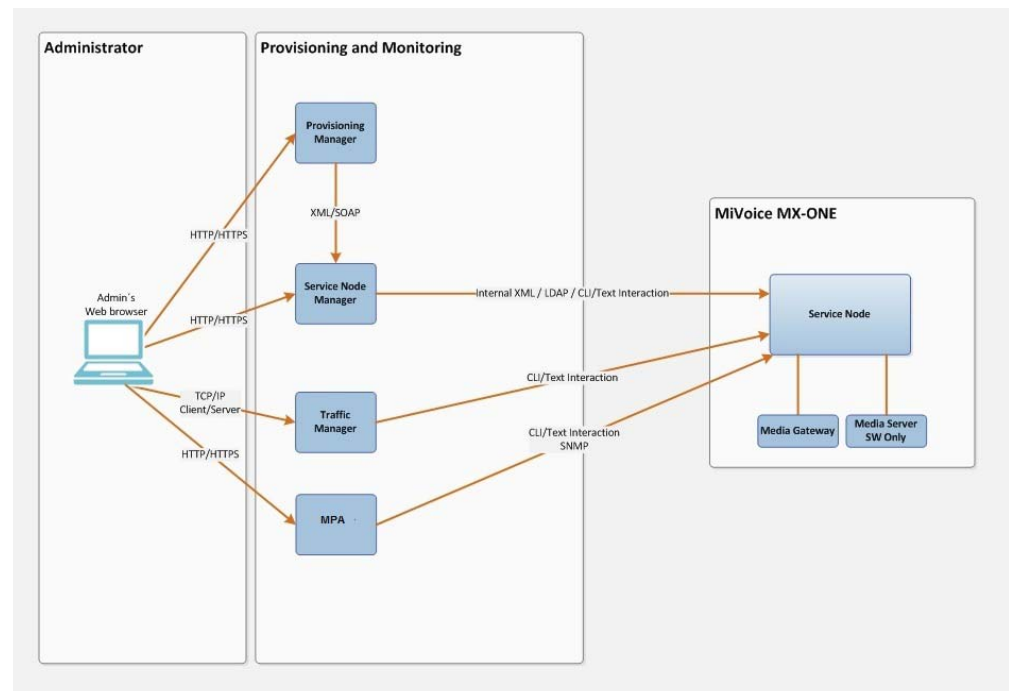 Administrator
Provisioning and Monitoring
Provisioning
Manager
XML/SOAP
HTTP/HTTPS
MiVoice MX-ONE
Admin´s
Web browser
Service Node
Manager
Internal XML / LDAP / CLI/Text Interaction
HTTP/HTTPS
Service Node
CLI/Text Interaction
TCP/IP
Client/Server
Traffic
Manager
Media Gateway
Media Server
SW Only
CLI/Text Interaction
SNMP
HTTP/HTTPS
MPA